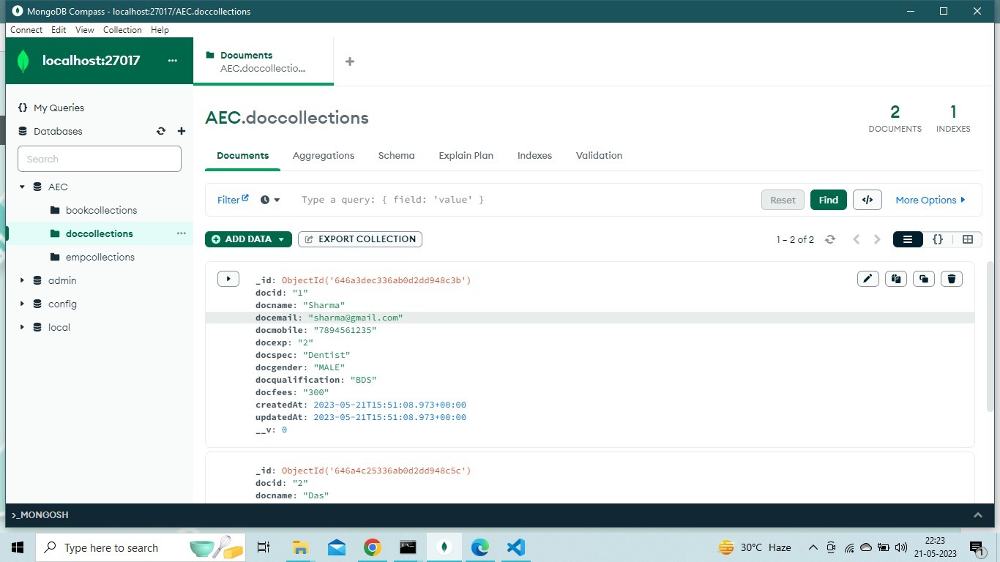 MongoDB Compass - localhost:27017/AEC.doccollections
Connect Edit View Collection Help
localhost:27017 ...
Documents
AEC.doccollectio...
+
{} My Queries
Databases
Search
AEC
bookcollections
doccollections ...
empcollections
admin
config
local
AEC.doccollections
2
DOCUMENTS
1
INDEXES
Documents Aggregations Schema Explain Plan Indexes Validation
Filter Type a query: { field: 'value' } Reset Find </> More Options
ADD DATA EXPORT COLLECTION 1 – 2 of 2 {}
_id: ObjectId('646a3dec336ab0d2dd948c3b')
docid: "1"
docname: "Sharma"
docemail: "sharma@gmail.com"
docmobile: "7894561235"
docexp: "2"
docspec: "Dentist"
docgender: "MALE"
docqualification: "BDS"
docfees: "300"
createdAt: 2023-05-21T15:51:08.973+00:00
updatedAt: 2023-05-21T15:51:08.973+00:00
__v: 0
_id: ObjectId('646a4c25336ab0d2dd948c5c')
docid: "2"
docname: "Das"
>_MONGOSH
Type here to search
30°C Haze
22:23
21-05-2023
1